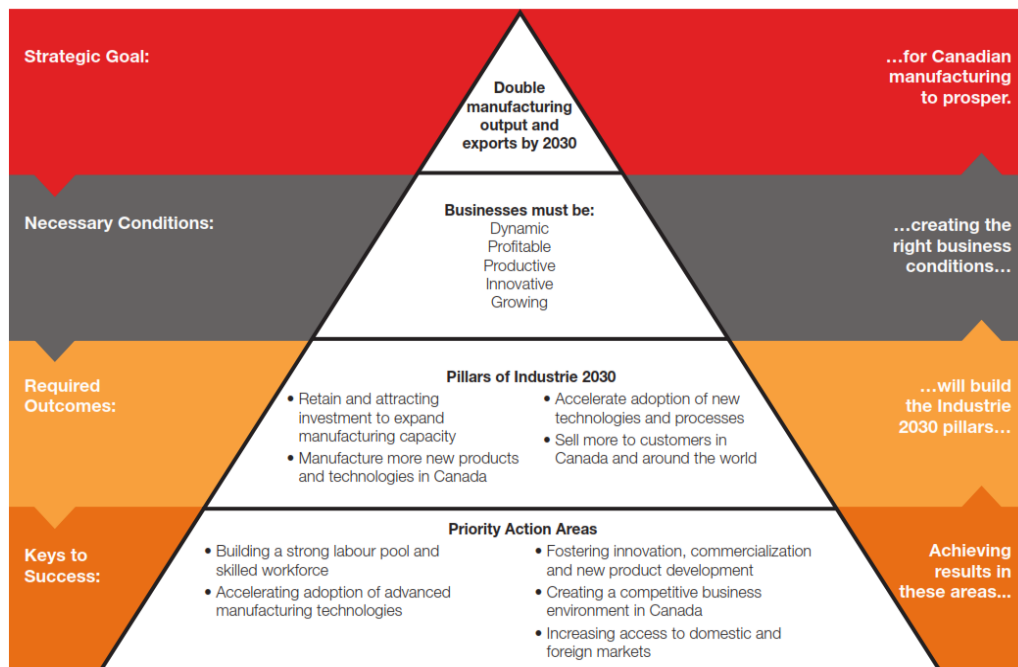 Strategic Goal:
Double
manufacturing
output and
exports by 2030
…for Canadian
manufacturing
to prosper.
Necessary Conditions:
Businesses must be:
Dynamic
Profitable
Productive
Innovative
Growing
…creating the
right business
conditions…
Required
Outcomes:
Pillars of Industrie 2030
• Retain and attracting
investment to expand
manufacturing capacity
• Manufacture more new products
and technologies in Canada
• Accelerate adoption of new
technologies and processes
• Sell more to customers in
Canada and around the world
…will build
the Industrie
2030 pillars…
Keys to
Success:
Priority Action Areas
• Building a strong labour pool and
skilled workforce
• Accelerating adoption of advanced
manufacturing technologies
• Fostering innovation, commercialization
and new product development
• Creating a competitive business
environment in Canada
• Increasing access to domestic and
foreign markets
Achieving
results in
these areas...